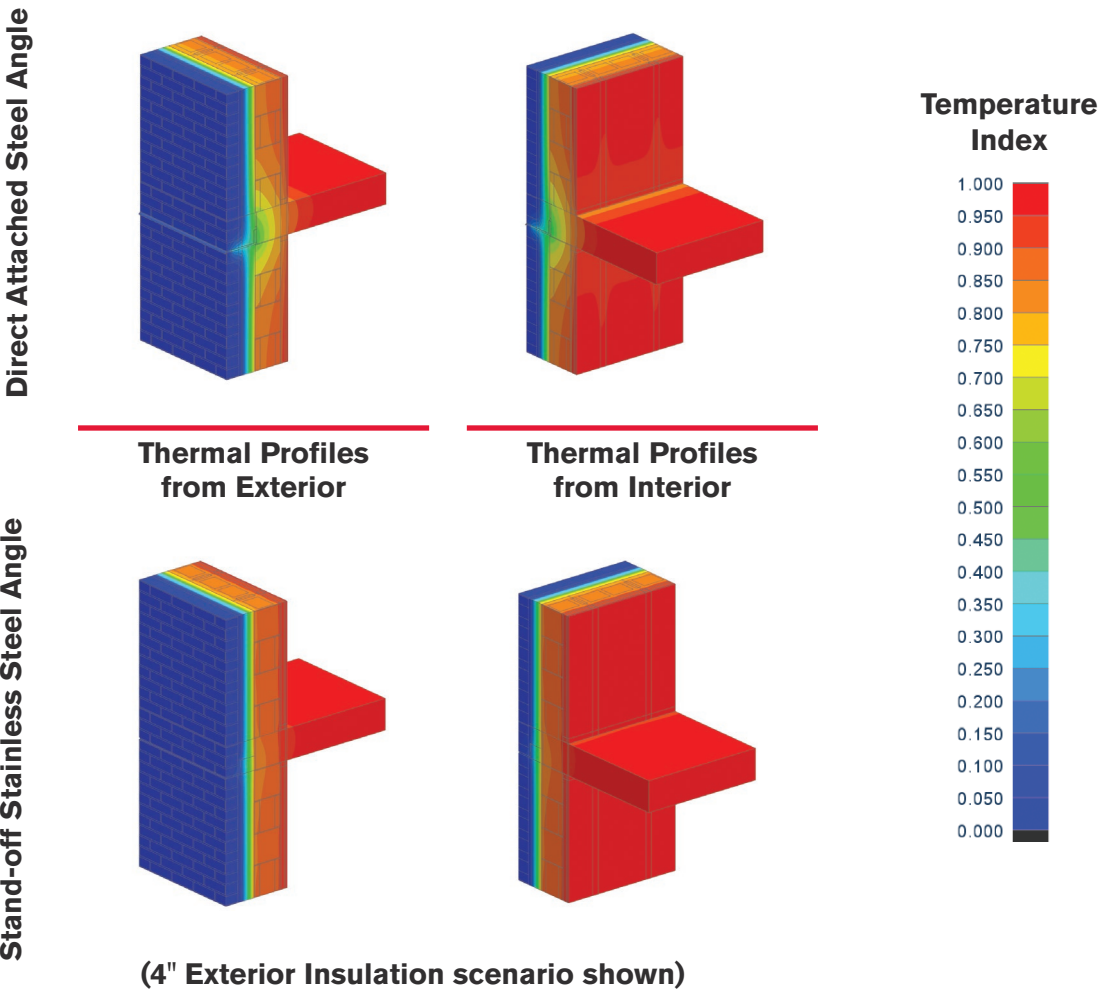 Direct Attached Steel Angle
Temperature
Index
1.000
0.950
0.900
0.850
0.800
0.750
0.700
0.650
0.600
0.550
0.500
0.450
0.400
0.350
0.300
0.250
0.200
0.150
0.100
0.050
0.000
Thermal Profiles
from Exterior
Thermal Profiles
from Interior
Stand-off Stainless Steel Angle
(4" Exterior Insulation scenario shown)